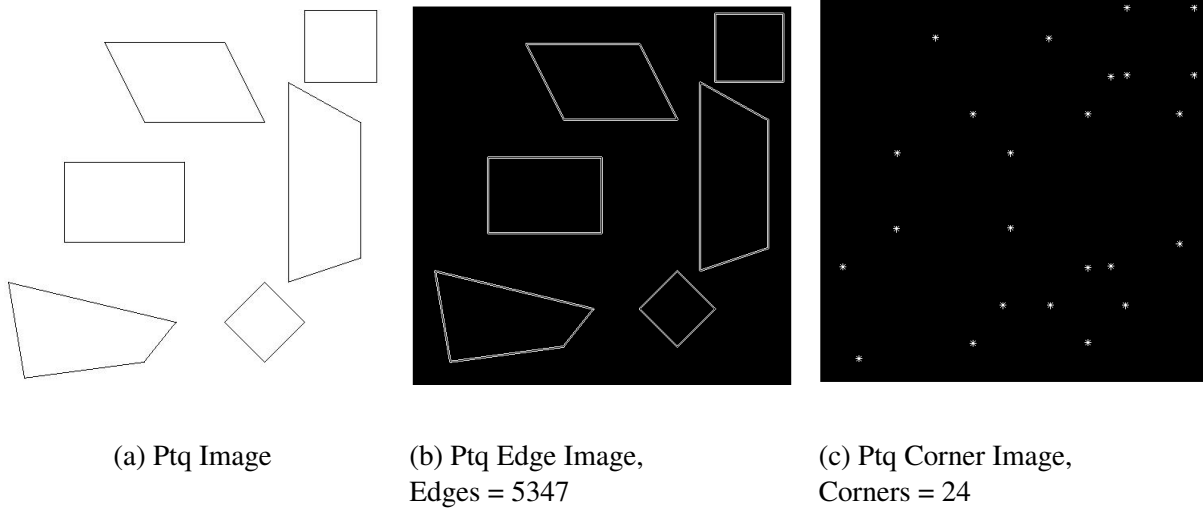 (a) Ptq Image
(b) Ptq Edge Image,
Edges = 5347
(c) Ptq Corner Image,
Corners = 24